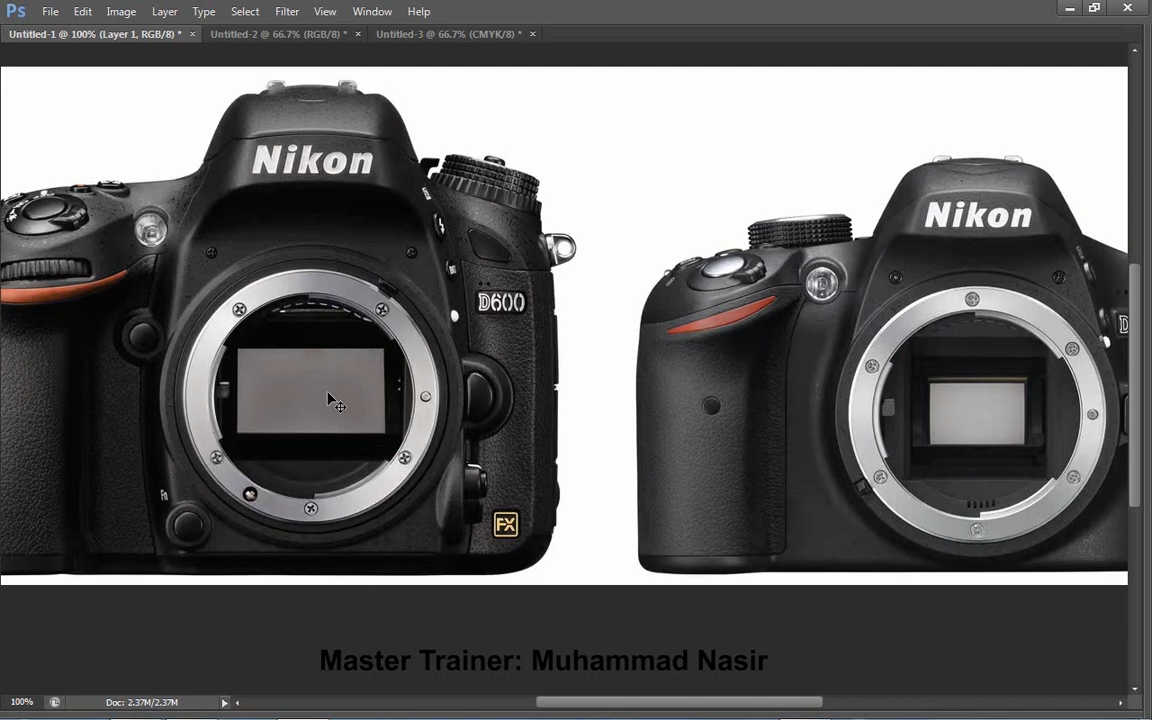 Ps File Edit Image Layer Type Select Filter View Window Help
Untitled-1 @ 100% (Layer 1, RGB/8) * × Untitled-2 @ 66.7% (RGB/8) * × Untitled-3 @ 66.7% (CMYK/8) * ×
Nikon
Nikon
D600
D
Fn
FX
Master Trainer: Muhammad Nasir
100% Doc: 2.37M/2.37M